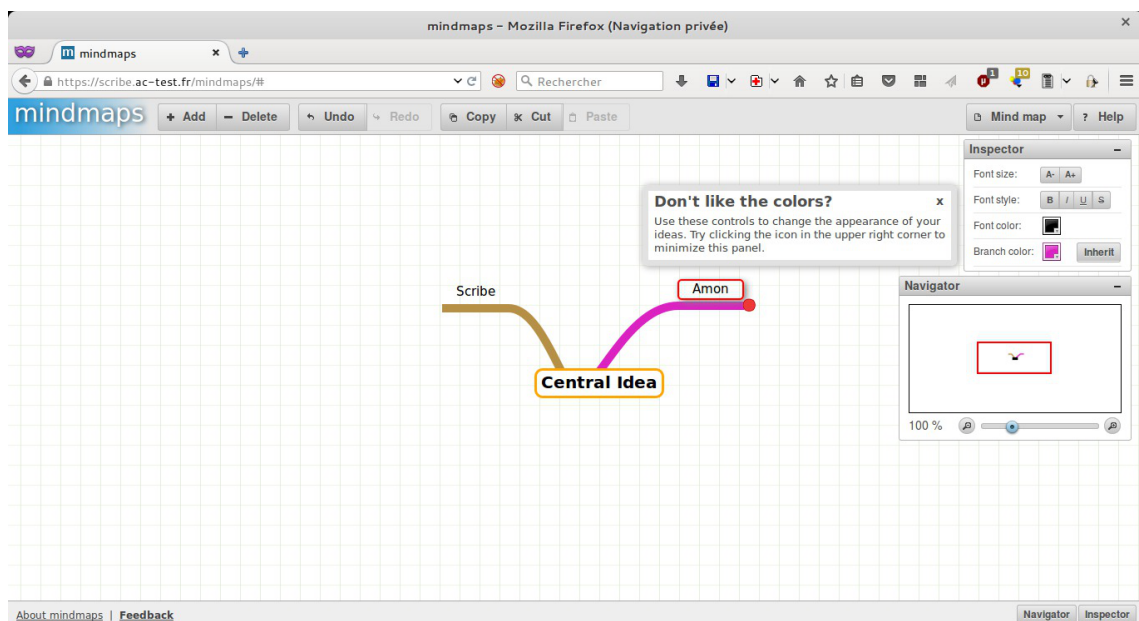 mindmaps - Mozilla Firefox (Navigation privée)
mindmaps
https://scribe.ac-test.fr/mindmaps/#
Rechercher
1
10
mindmaps
Add
Delete
Undo
Redo
Copy
Cut
Paste
Mind map
? Help
Inspector
Font size:
A-
A+
Font style:
B I U S
Font color:
Branch color:
Inherit
Don't like the colors?
x
Use these controls to change the appearance of your
ideas. Try clicking the icon in the upper right corner to
minimize this panel.
Navigator
100 %
Scribe
Amon
Central Idea
About mindmaps | Feedback
Navigator
Inspector